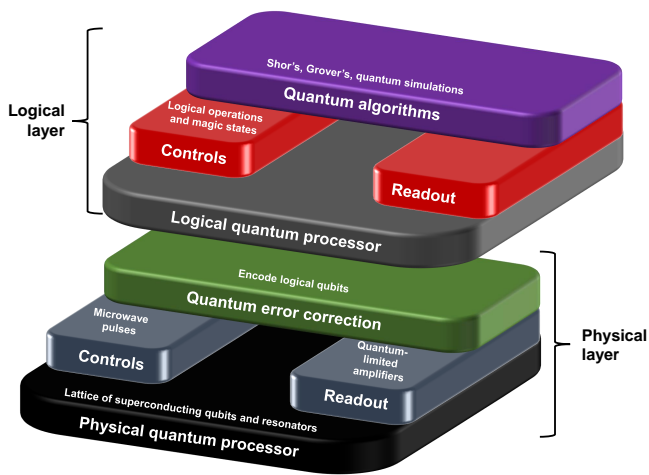 Shor's, Grover's, quantum simulations
Quantum algorithms
Logical
layer
Logical operations
and magic states
Controls
Readout
Logical quantum processor
Encode logical qubits
Quantum error correction
Physical
layer
Microwave
pulses
Controls
Quantum-
limited
amplifiers
Readout
Lattice of superconducting qubits and resonators
Physical quantum processor